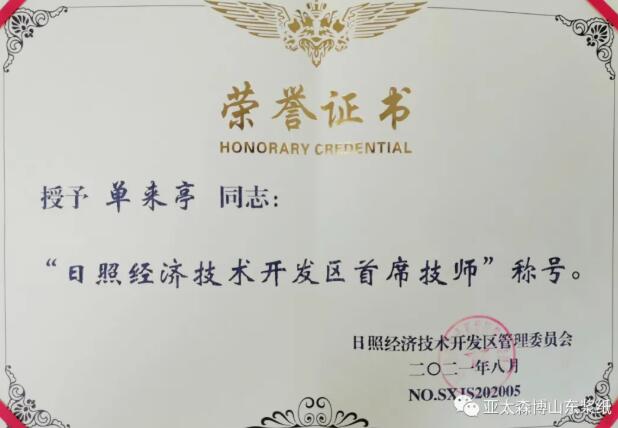 荣誉证书
HONORARY CREDENTIAL
授予 单来亭 同志：
“日照经济技术开发区首席技师”称号。
日照经济技术开发区管理委员会
二〇二一年八月
NO.SXJS202005
亚太森博山东浆纸